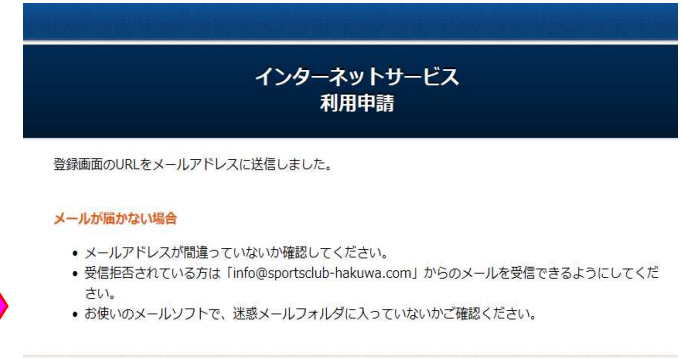 インターネットサービス
利用申請
登録画面のURLをメールアドレスに送信しました。
メールが届かない場合
• メールアドレスが間違っていないか確認してください。
• 受信拒否されている方は「info@sportsclub-hakuwa.com」からのメールを受信できるようにしてくだ
さい。
• お使いのメールソフトで、迷惑メールフォルダに入っていないかご確認ください。